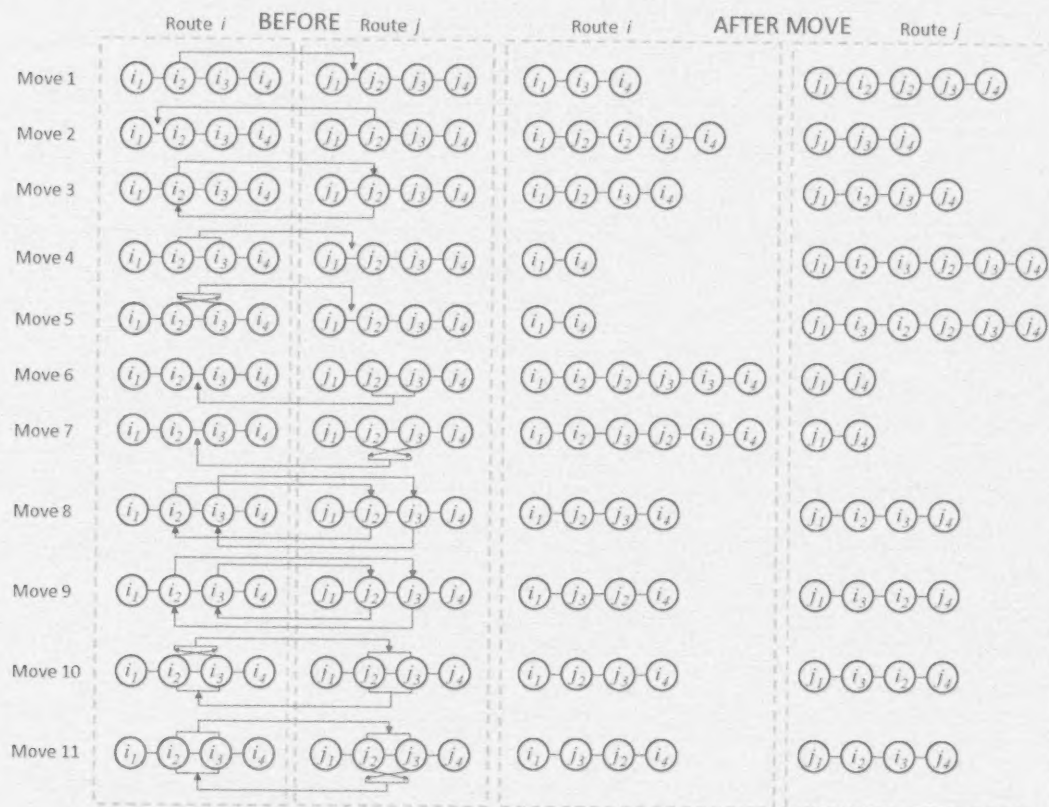 BEFORE AFTER MOVE
Route i Route j Route i Route j
Move 1 i1 i2 i3 i4 j1 j2 j3 j4 i1 i3 i4 j1 i2 j2 j3 j4
Move 2 i1 i2 i3 i4 j1 j2 j3 j4 i1 j2 i2 i3 i4 j1 j3 j4
Move 3 i1 i2 i3 i4 j1 j2 j3 j4 i1 j2 i3 i4 j1 i2 j3 j4
Move 4 i1 i2 i3 i4 j1 j2 j3 j4 i1 i4 j1 i2 i3 j2 j3 j4
Move 5 i1 i2 i3 i4 j1 j2 j3 j4 i1 i4 j1 i3 i2 j2 j3 j4
Move 6 i1 i2 i3 i4 j1 j2 j3 j4 i1 i2 j2 j3 i3 i4 j1 j4
Move 7 i1 i2 i3 i4 j1 j2 j3 j4 i1 i2 j3 j2 i3 i4 j1 j4
Move 8 i1 i2 i3 i4 j1 j2 j3 j4 i1 j2 j3 i4 j1 i2 i3 j4
Move 9 i1 i2 i3 i4 j1 j2 j3 j4 i1 j3 j2 i4 j1 i3 i2 j4
Move 10 i1 i2 i3 i4 j1 j2 j3 j4 i1 j2 j3 i4 j1 i3 i2 j4
Move 11 i1 i2 i3 i4 j1 j2 j3 j4 i1 j3 j2 i4 j1 i2 i3 j4